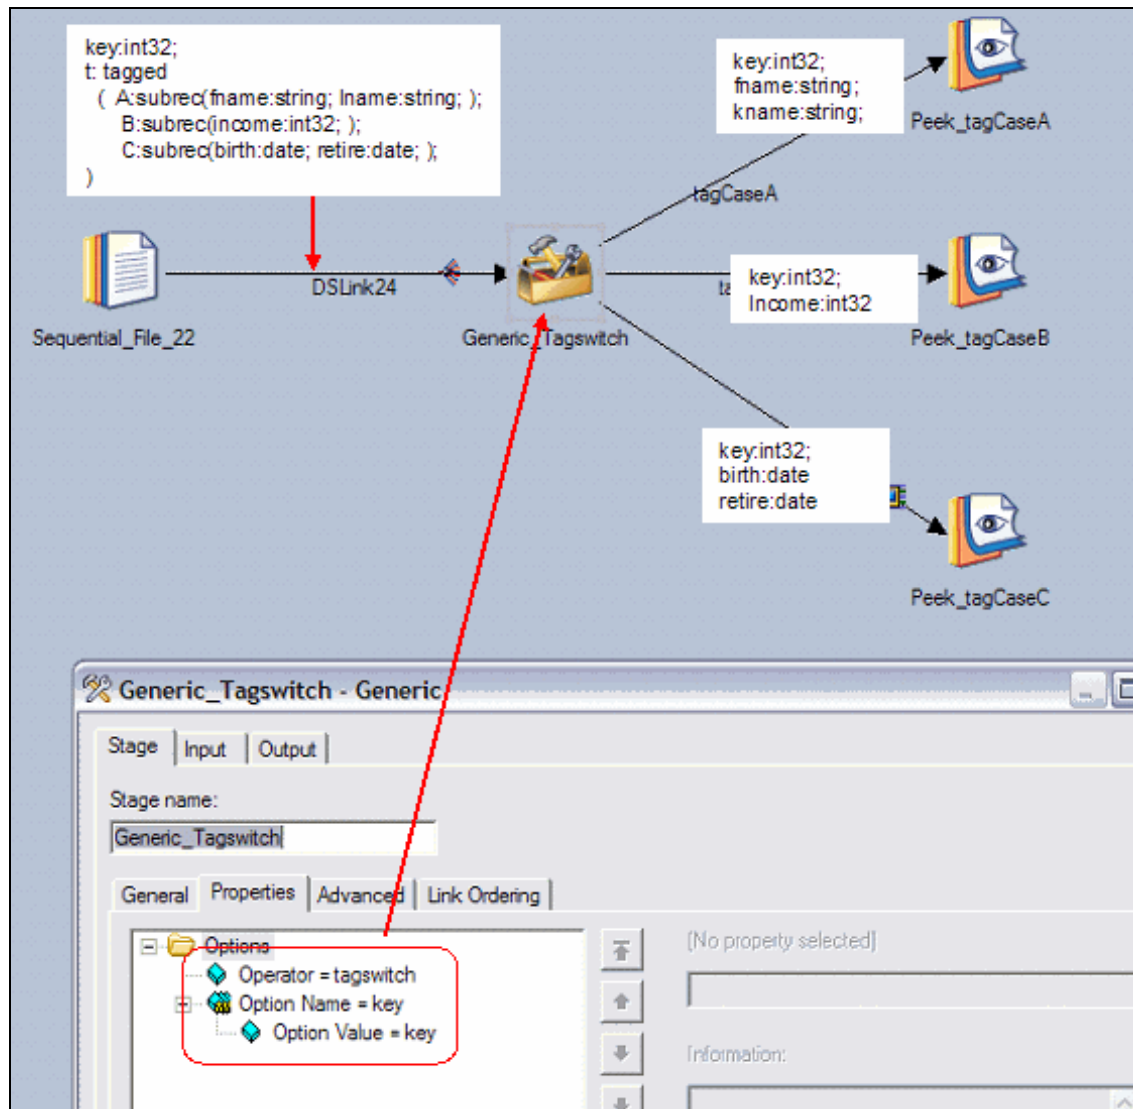 key:int32;
t: tagged
( A:subrec(fname:string; lname:string; );
B:subrec(income:int32; );
C:subrec(birth:date; retire:date; );
)
key:int32;
fname:string;
kname:string;
Peek_tagCaseA
tagCaseA
DSLink24
key:int32;
Income:int32
Sequential_File_22
Generic_Tagswitch
Peek_tagCaseB
key:int32;
birth:date
retire:date
Peek_tagCaseC
Generic_Tagswitch - Generic
Stage Input Output
Stage name:
Generic_Tagswitch
General Properties Advanced Link Ordering
Options
(No property selected)
Operator = tagswitch
Option Name = key
Option Value = key
Information: